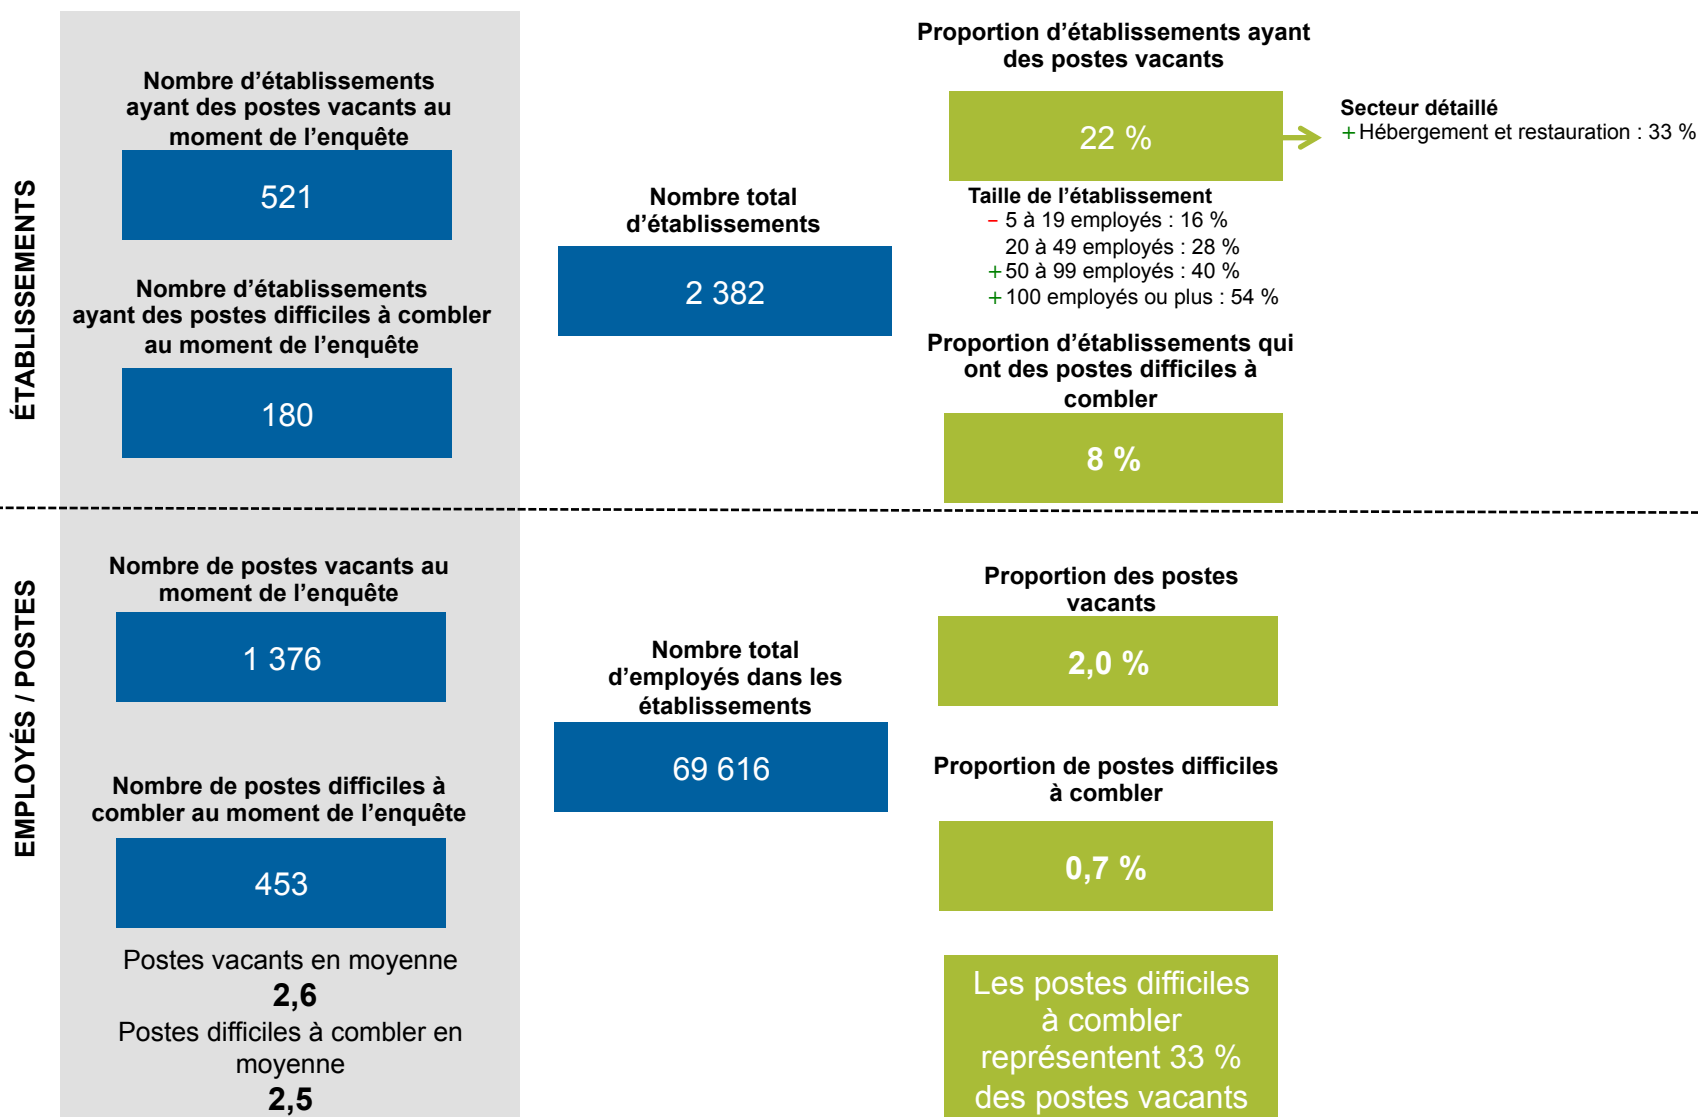 ÉTABLISSEMENTS
Nombre d’établissements
ayant des postes vacants au
moment de l’enquête
521
Nombre d’établissements
ayant des postes difficiles à combler
au moment de l’enquête
180
Nombre total
d’établissements
2 382
Proportion d’établissements ayant
des postes vacants
22 %
Secteur détaillé
+ Hébergement et restauration : 33 %
Taille de l’établissement
– 5 à 19 employés : 16 %
20 à 49 employés : 28 %
+ 50 à 99 employés : 40 %
+ 100 employés ou plus : 54 %
Proportion d’établissements qui
ont des postes difficiles à
combler
8 %
EMPLOYÉS / POSTES
Nombre de postes vacants au
moment de l’enquête
1 376
Nombre de postes difficiles à
combler au moment de l’enquête
453
Postes vacants en moyenne
2,6
Postes difficiles à combler en
moyenne
2,5
Nombre total
d’employés dans les
établissements
69 616
Proportion des postes
vacants
2,0 %
Proportion de postes difficiles
à combler
0,7 %
Les postes difficiles
à combler
représentent 33 %
des postes vacants